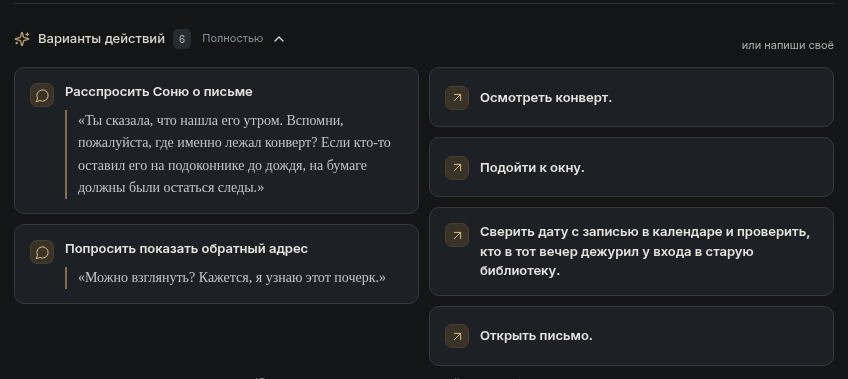 Варианты действий 6 Полностью
или напиши своё
Расспросить Соню о письме
«Ты сказала, что нашла его утром. Вспомни,
пожалуйста, где именно лежал конверт? Если кто-то
оставил его на подоконнике до дождя, на бумаге
должны были остаться следы.»
Попросить показать обратный адрес
«Можно взглянуть? Кажется, я узнаю этот почерк.»
Осмотреть конверт.
Подойти к окну.
Сверить дату с записью в календаре и проверить,
кто в тот вечер дежурил у входа в старую
библиотеку.
Открыть письмо.